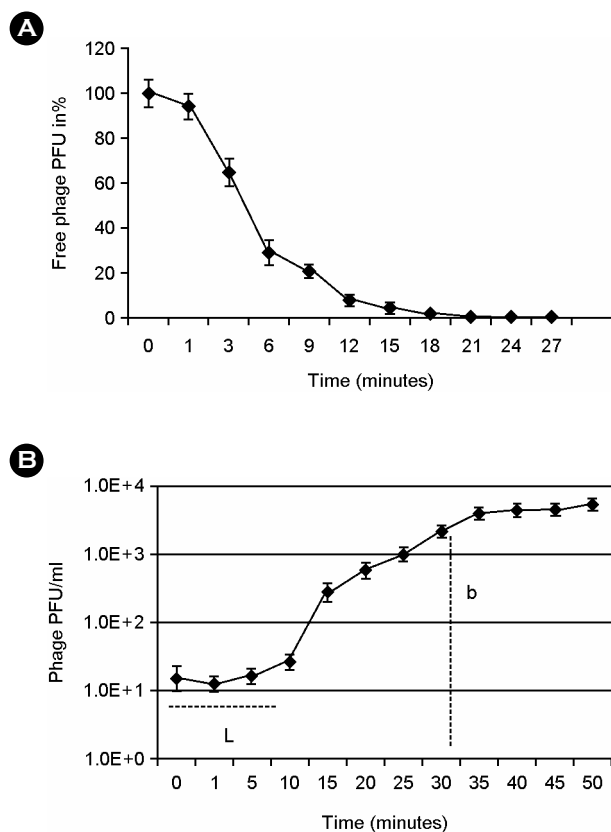 A
120
100
80
60
40
20
0
Free phage PFU in%
0 1 3 6 9 12 15 18 21 24 27
Time (minutes)
B
1.0E+4
1.0E+3
1.0E+2
1.0E+1
1.0E+0
Phage PFU/ml
b
L
0 1 5 10 15 20 25 30 35 40 45 50
Time (minutes)